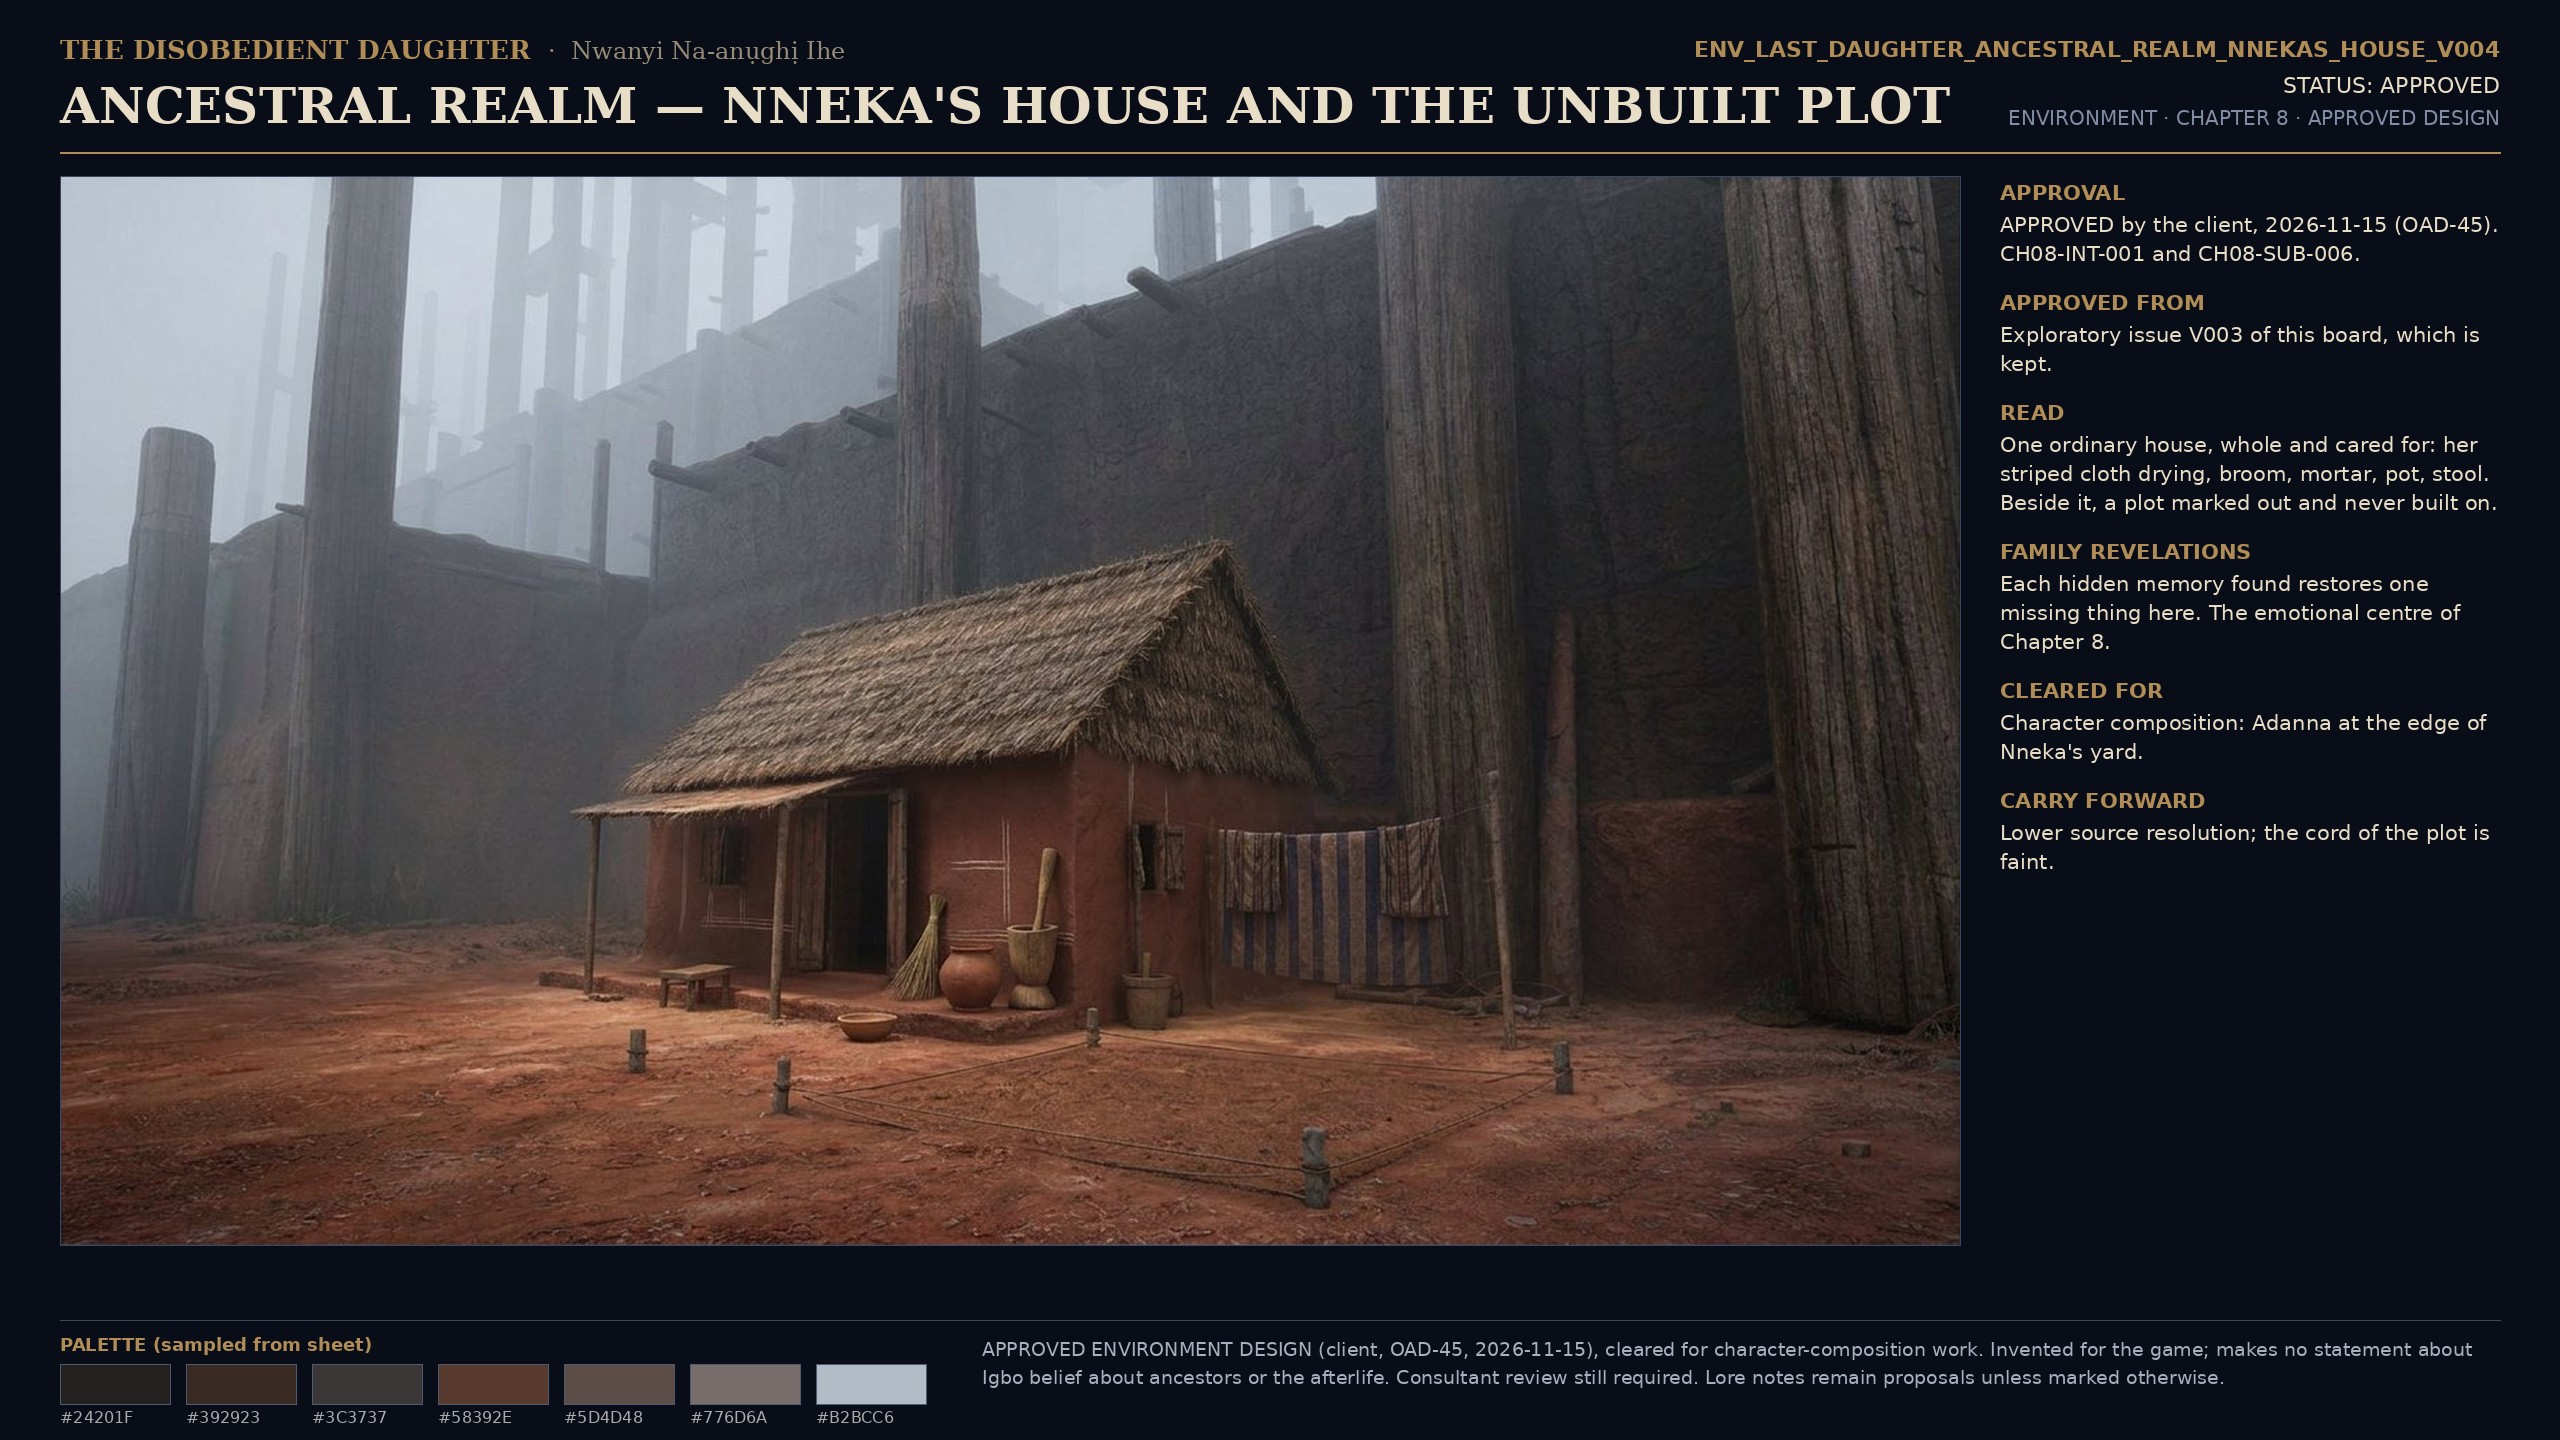 THE DISOBEDIENT DAUGHTER · Nwanyi Na-anụghị Ihe
ANCESTRAL REALM — NNEKA'S HOUSE AND THE UNBUILT PLOT
ENV_LAST_DAUGHTER_ANCESTRAL_REALM_NNEKAS_HOUSE_V004
STATUS: APPROVED
ENVIRONMENT · CHAPTER 8 · APPROVED DESIGN
APPROVAL
APPROVED by the client, 2026-11-15 (OAD-45).
CH08-INT-001 and CH08-SUB-006.
APPROVED FROM
Exploratory issue V003 of this board, which is
kept.
READ
One ordinary house, whole and cared for: her
striped cloth drying, broom, mortar, pot, stool.
Beside it, a plot marked out and never built on.
FAMILY REVELATIONS
Each hidden memory found restores one
missing thing here. The emotional centre of
Chapter 8.
CLEARED FOR
Character composition: Adanna at the edge of
Nneka's yard.
CARRY FORWARD
Lower source resolution; the cord of the plot is
faint.
PALETTE (sampled from sheet)
#24201F #392923 #3C3737 #58392E #5D4D48 #776D6A #B2BCC6
APPROVED ENVIRONMENT DESIGN (client, OAD-45, 2026-11-15), cleared for character-composition work. Invented for the game; makes no statement about
Igbo belief about ancestors or the afterlife. Consultant review still required. Lore notes remain proposals unless marked otherwise.